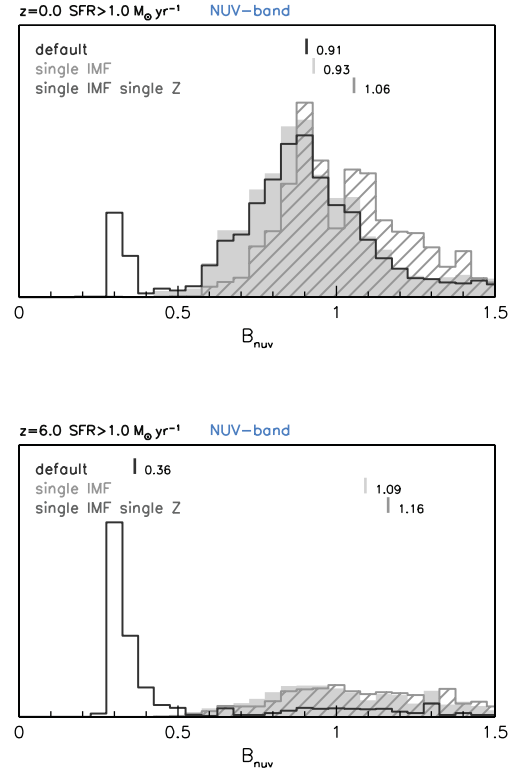 z=0.0 SFR>1.0 M⊙ yr⁻¹ NUV-band
default 0.91
single IMF 0.93
single IMF single Z 1.06
0 0.5 1 1.5
Bnuv
z=6.0 SFR>1.0 M⊙ yr⁻¹ NUV-band
default 0.36
single IMF 1.09
single IMF single Z 1.16
0 0.5 1 1.5
Bnuv